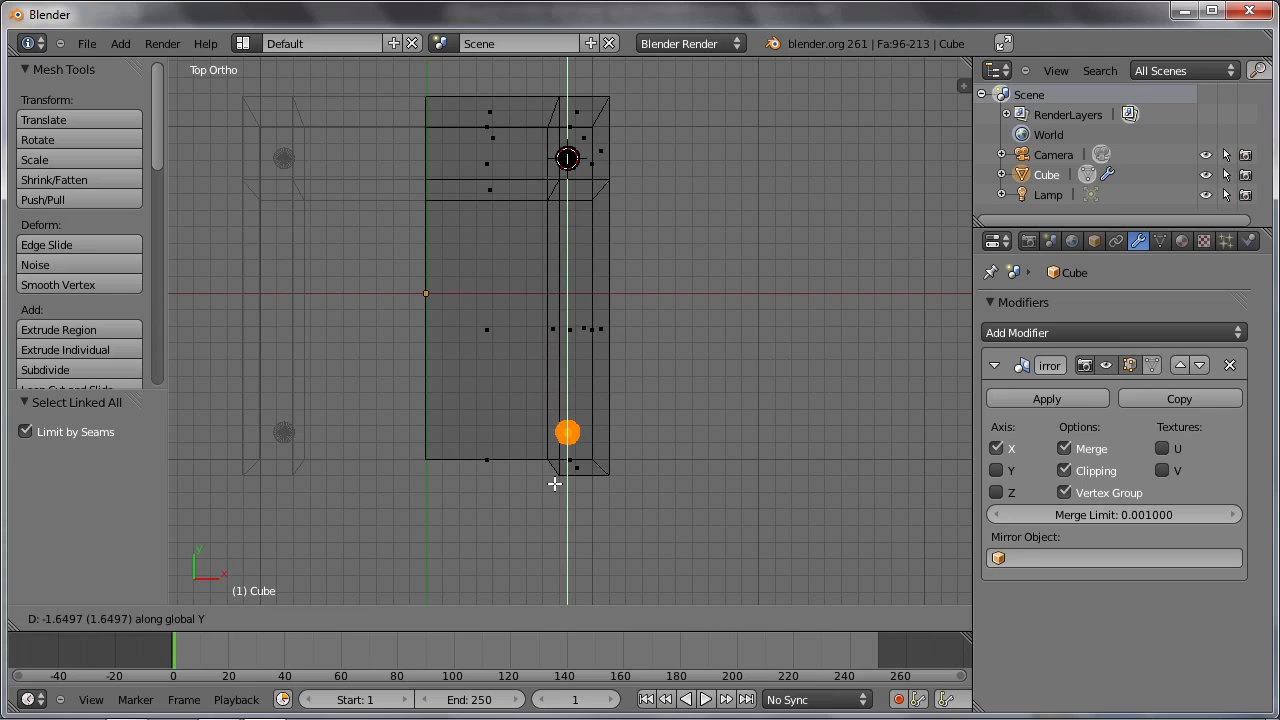 Blender
File Add Render Help Default Scene Blender Render blender.org 261 | Fa:96-213 | Cube
Mesh Tools
Transform:
Translate
Rotate
Scale
Shrink/Fatten
Push/Pull
Deform:
Edge Slide
Noise
Smooth Vertex
Add:
Extrude Region
Extrude Individual
Subdivide
Select Linked All
Limit by Seams
Top Ortho
y
x
(1) Cube
D: -1.6497 (1.6497) along global Y
-40 -20 0 20 40 60 80 100 120 140 160 180 200 220 240 260
View Marker Frame Playback Start: 1 End: 250 1 No Sync
View Search All Scenes
Scene
RenderLayers
World
Camera
Cube
Lamp
Cube
Modifiers
Add Modifier
irror
Apply Copy
Axis: Options: Textures:
X Merge U
Y Clipping V
Z Vertex Group
Merge Limit: 0.001000
Mirror Object: